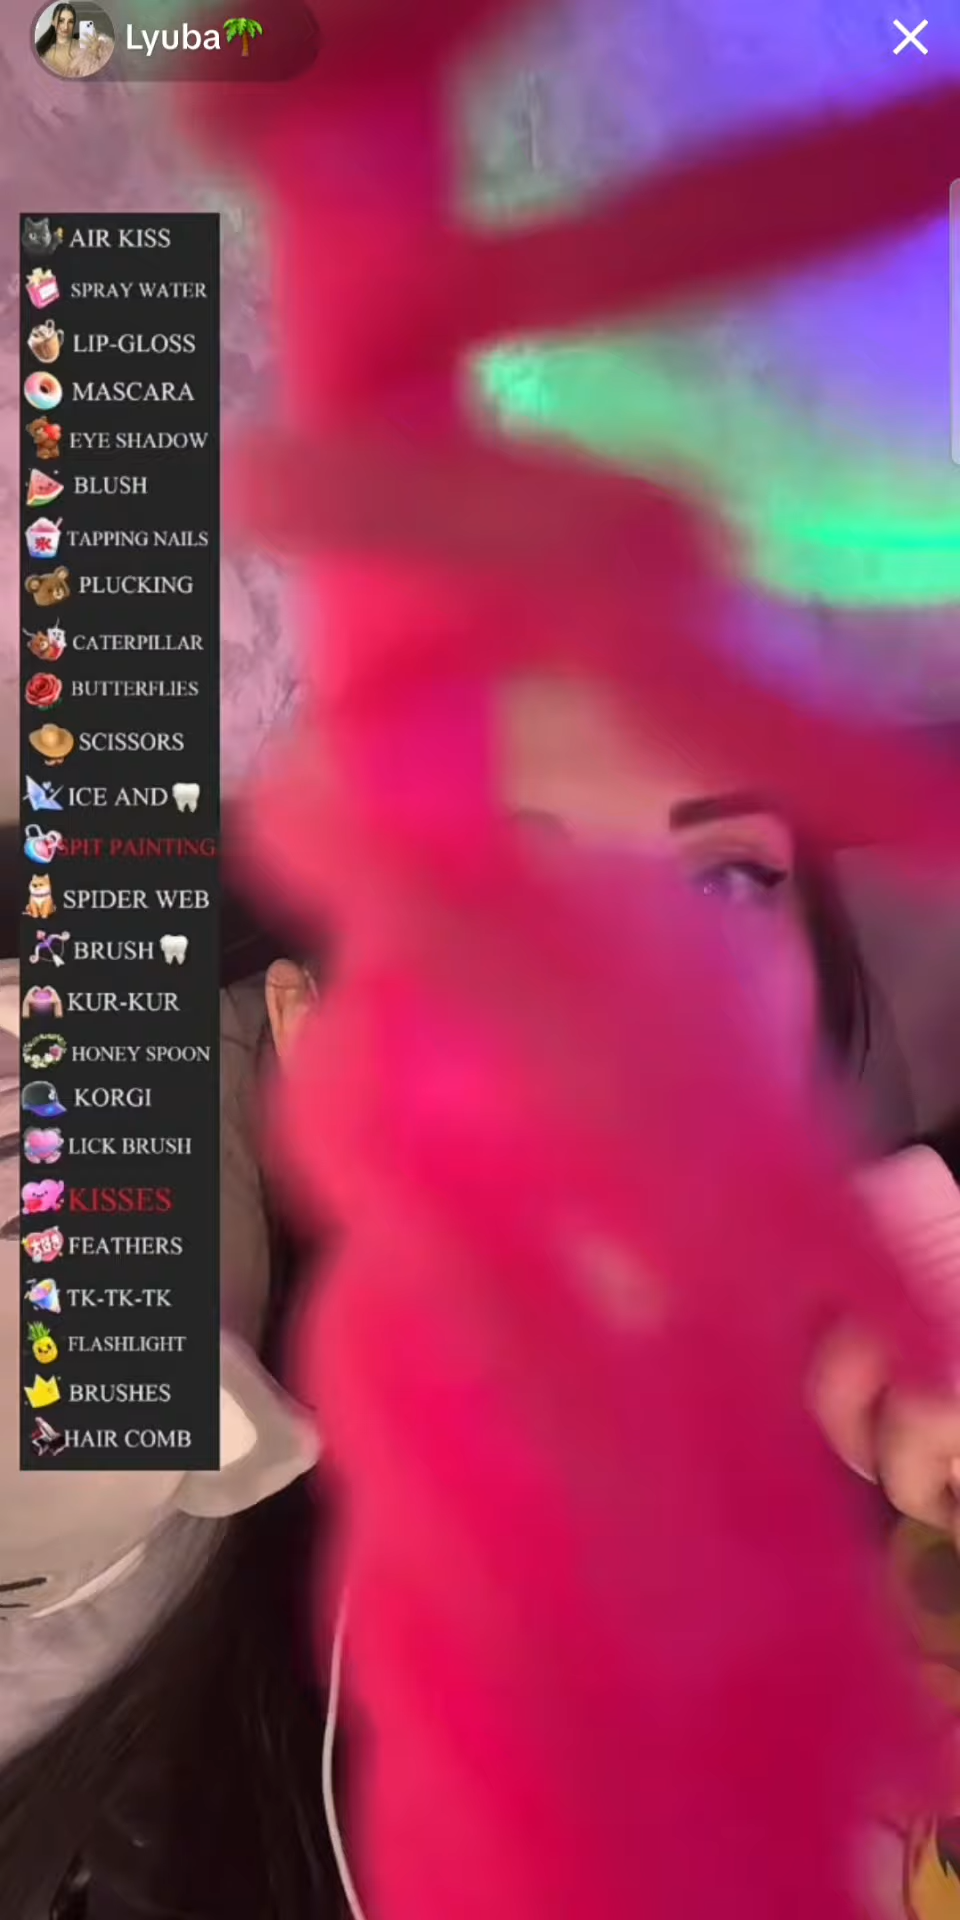 Lyuba🌴
AIR KISS
SPRAY WATER
LIP-GLOSS
MASCARA
EYE SHADOW
BLUSH
TAPPING NAILS
PLUCKING
CATERPILLAR
BUTTERFLIES
SCISSORS
ICE AND🦷
SPIT PAINTING
SPIDER WEB
BRUSH🦷
KUR-KUR
HONEY SPOON
KORGI
LICK BRUSH
KISSES
FEATHERS
TK-TK-TK
FLASHLIGHT
BRUSHES
HAIR COMB